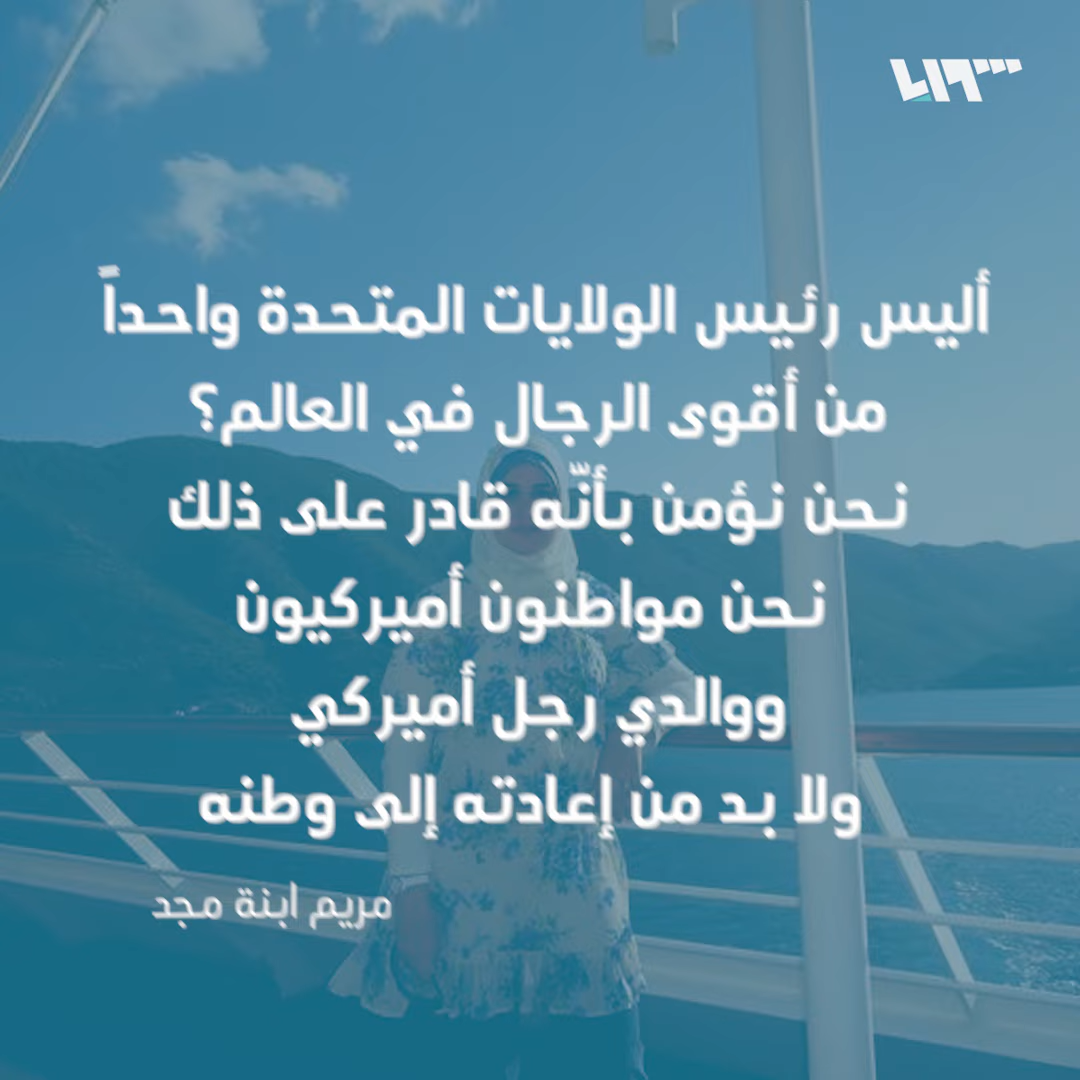 أليس رئيس الولايات المتحدة واحداً
من أقوى الرجال في العالم؟
نحن نؤمن بأنّه قادر على ذلك
نحن مواطنون أميركيون
ووالدي رجل أميركي
ولا بد من إعادته إلى وطنه
مريم ابنة مجد